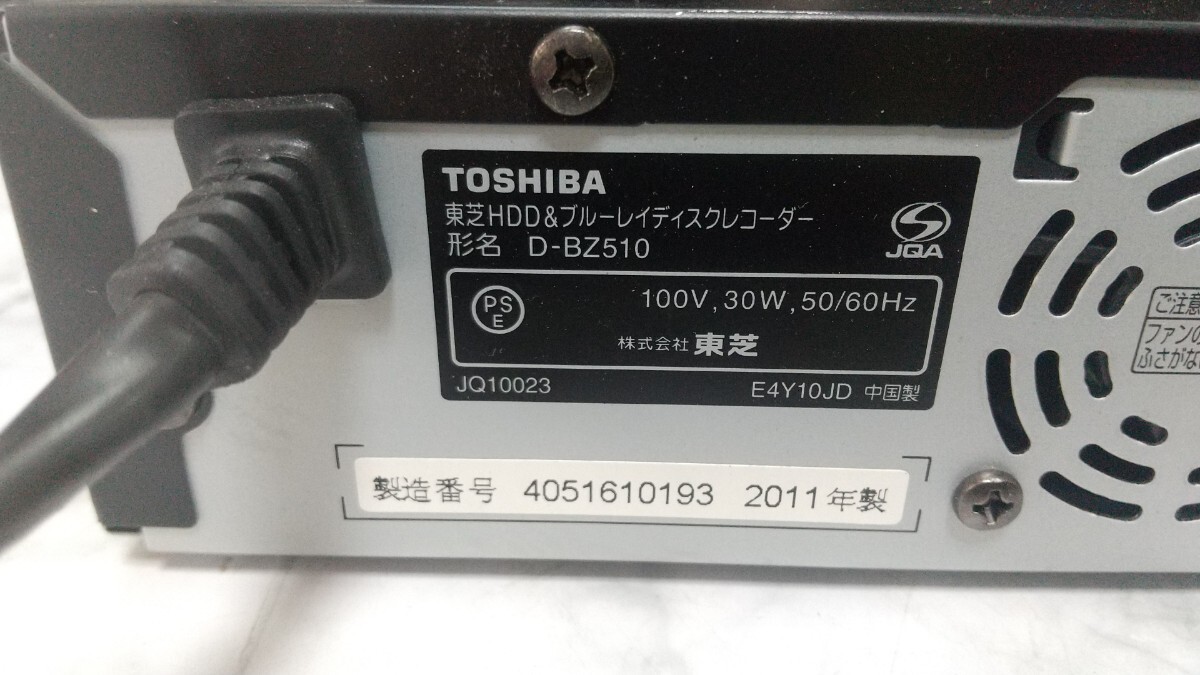 TOSHIBA
東芝HDD&ブルーレイディスクレコーダー
形名 D-BZ510
JQA
PS
E
100V, 30W, 50/60Hz
株式会社 東芝
JQ10023
E4Y10JD 中国製
製造番号 4051610193 2011年製
ご注意
ファンの
ふさがな